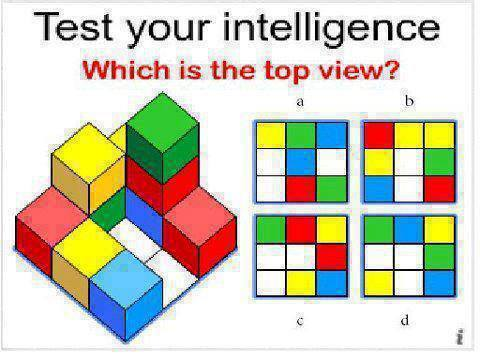 Test your intelligence
Which is the top view?
a
b
c
d